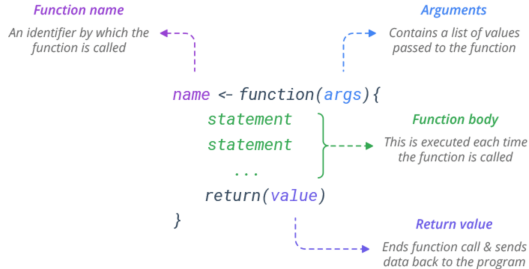 Function name
An identifier by which the
function is called
Arguments
Contains a list of values
passed to the function
name <- function(args){
statement
statement
...
return(value)
}
Function body
This is executed each time
the function is called
Return value
Ends function call & sends
data back to the program